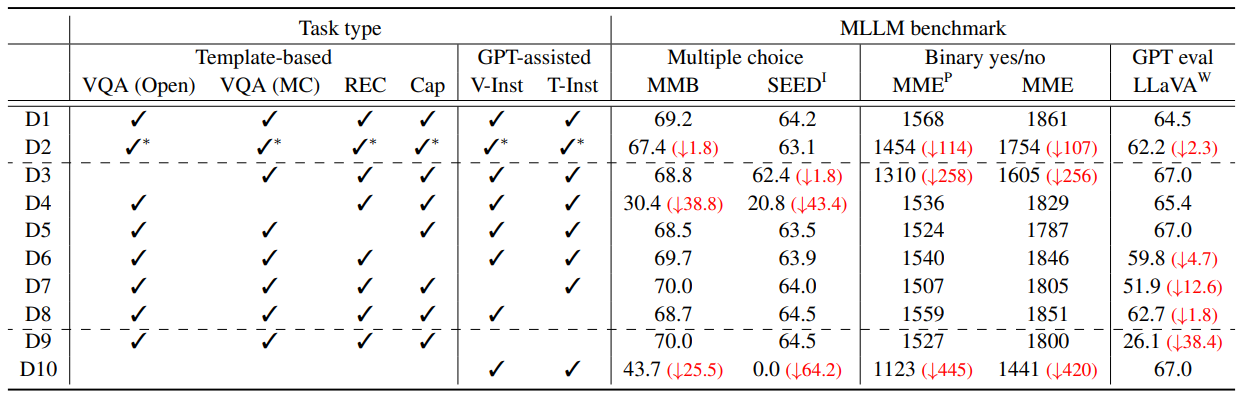 Task type MLLM benchmark
Template-based GPT-assisted Multiple choice Binary yes/no GPT eval
VQA (Open) VQA (MC) REC Cap V-Inst T-Inst MMB SEED^I MME^P MME LLaVA^W
D1 ✓ ✓ ✓ ✓ ✓ ✓ 69.2 64.2 1568 1861 64.5
D2 ✓* ✓* ✓* ✓* ✓* ✓* 67.4 (↓1.8) 63.1 1454 (↓114) 1754 (↓107) 62.2 (↓2.3)
D3 ✓ ✓ ✓ ✓ ✓ 68.8 62.4 (↓1.8) 1310 (↓258) 1605 (↓256) 67.0
D4 ✓ ✓ ✓ ✓ ✓ 30.4 (↓38.8) 20.8 (↓43.4) 1536 1829 65.4
D5 ✓ ✓ ✓ ✓ ✓ 68.5 63.5 1524 1787 67.0
D6 ✓ ✓ ✓ ✓ ✓ 69.7 63.9 1540 1846 59.8 (↓4.7)
D7 ✓ ✓ ✓ ✓ ✓ 70.0 64.0 1507 1805 51.9 (↓12.6)
D8 ✓ ✓ ✓ ✓ ✓ 68.7 64.5 1559 1851 62.7 (↓1.8)
D9 ✓ ✓ ✓ ✓ 70.0 64.5 1527 1800 26.1 (↓38.4)
D10 ✓ ✓ 43.7 (↓25.5) 0.0 (↓64.2) 1123 (↓445) 1441 (↓420) 67.0